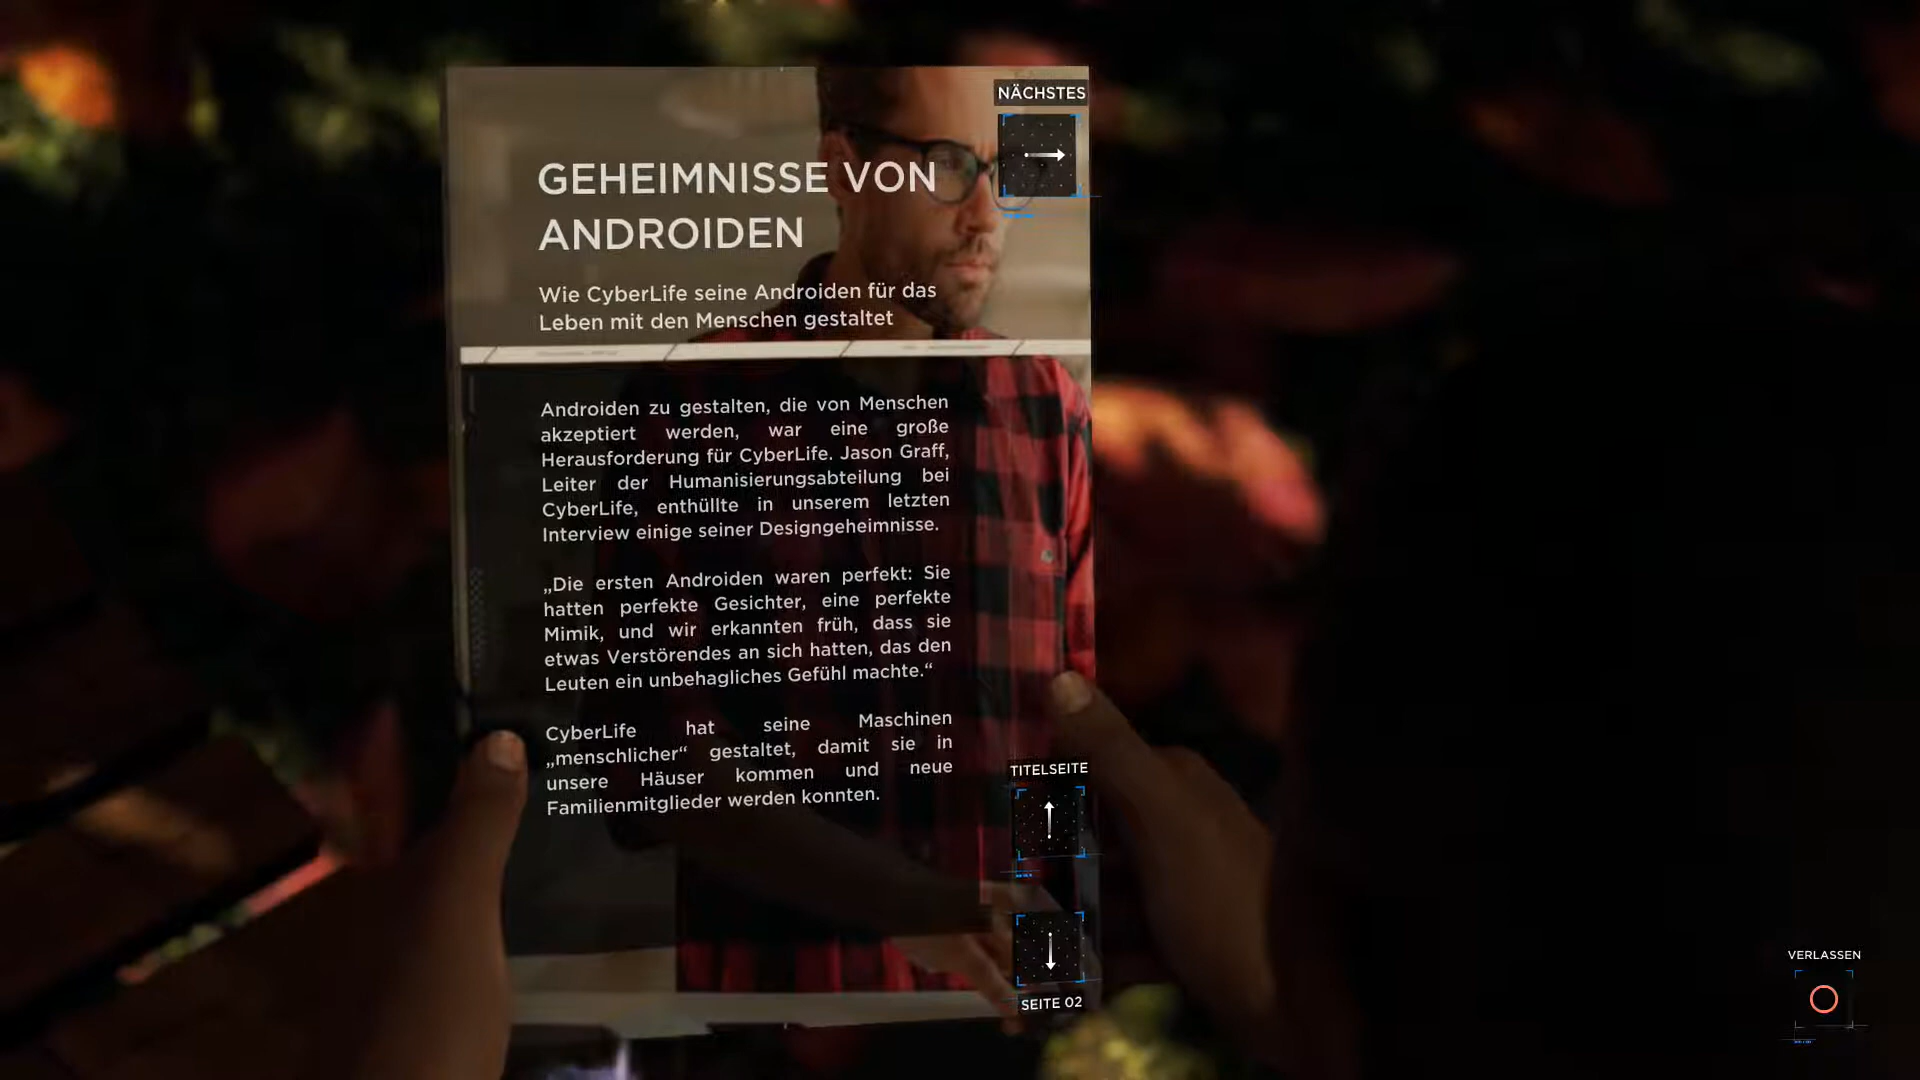 NÄCHSTES
GEHEIMNISSE VON
ANDROIDEN
Wie CyberLife seine Androiden für das
Leben mit den Menschen gestaltet
Androiden zu gestalten, die von Menschen
akzeptiert werden, war eine große
Herausforderung für CyberLife. Jason Graff,
Leiter der Humanisierungsabteilung bei
CyberLife, enthüllte in unserem letzten
Interview einige seiner Designgeheimnisse.
„Die ersten Androiden waren perfekt: Sie
hatten perfekte Gesichter, eine perfekte
Mimik, und wir erkannten früh, dass sie
etwas Verstörendes an sich hatten, das den
Leuten ein unbehagliches Gefühl machte.“
CyberLife hat seine Maschinen
„menschlicher“ gestaltet, damit sie in
unsere Häuser kommen und neue
Familienmitglieder werden konnten.
TITELSEITE
SEITE 02
VERLASSEN